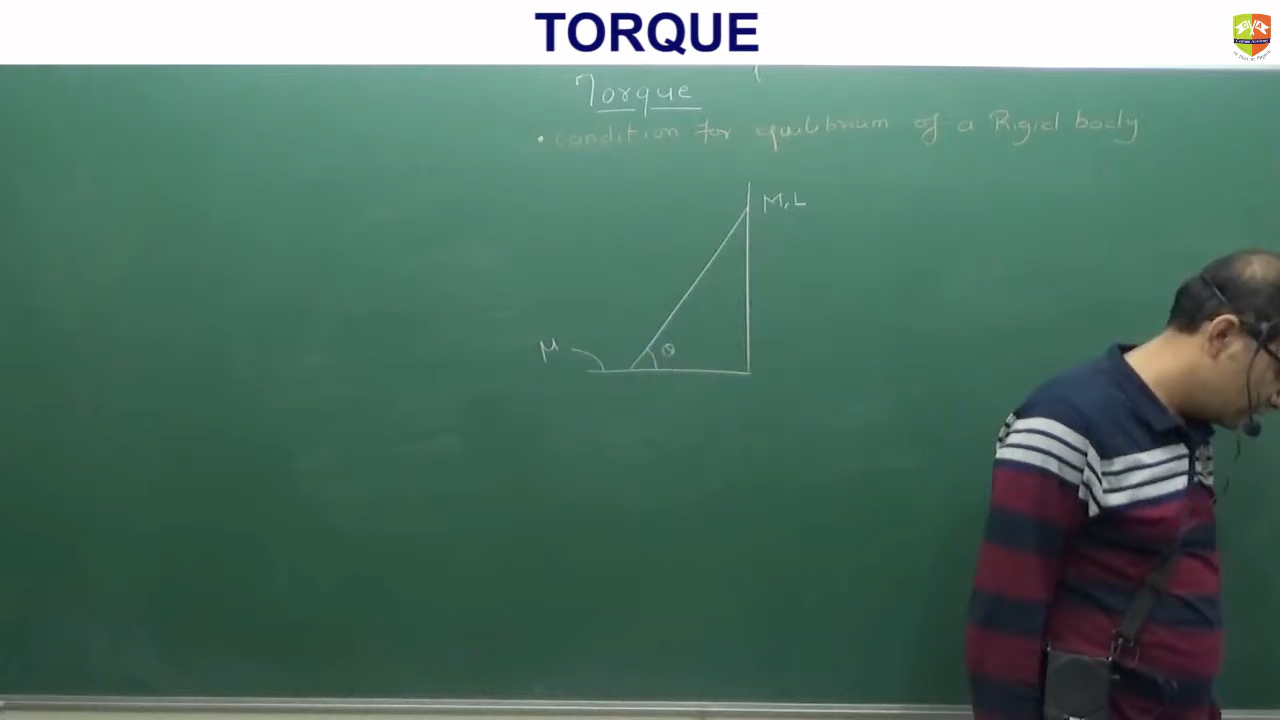 TORQUE
Torque
• condition for equilibrium of a Rigid body
M, L
μ
θ